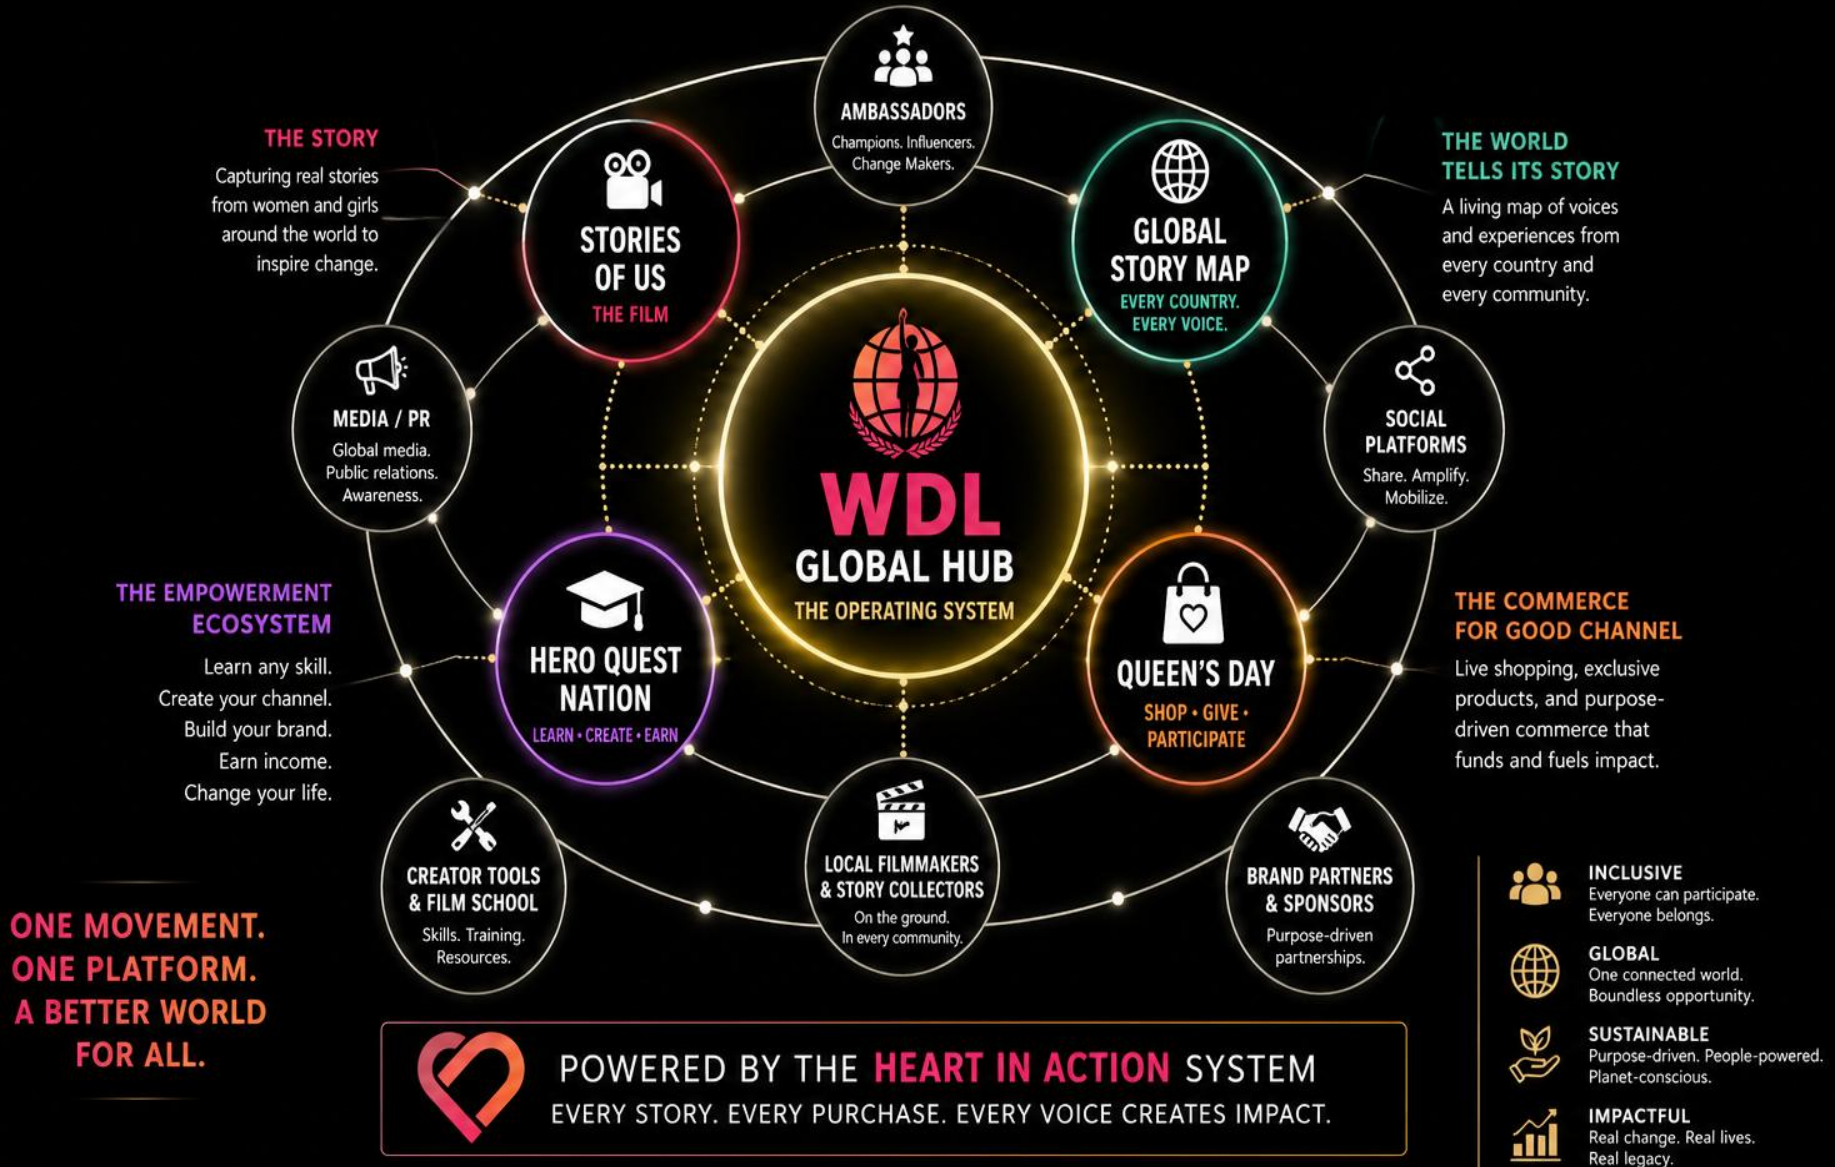 AMBASSADORS
Champions. Influencers.
Change Makers.
THE STORY
Capturing real stories
from women and girls
around the world to
inspire change.
STORIES
OF US
THE FILM
GLOBAL
STORY MAP
EVERY COUNTRY.
EVERY VOICE.
THE WORLD
TELLS ITS STORY
A living map of voices
and experiences from
every country and
every community.
MEDIA / PR
Global media.
Public relations.
Awareness.
WDL
GLOBAL HUB
THE OPERATING SYSTEM
SOCIAL
PLATFORMS
Share. Amplify.
Mobilize.
THE EMPOWERMENT
ECOSYSTEM
Learn any skill.
Create your channel.
Build your brand.
Earn income.
Change your life.
HERO QUEST
NATION
LEARN • CREATE • EARN
QUEEN'S DAY
SHOP • GIVE •
PARTICIPATE
THE COMMERCE
FOR GOOD CHANNEL
Live shopping, exclusive
products, and purpose-
driven commerce that
funds and fuels impact.
CREATOR TOOLS
& FILM SCHOOL
Skills. Training.
Resources.
LOCAL FILMMAKERS
& STORY COLLECTORS
On the ground.
In every community.
BRAND PARTNERS
& SPONSORS
Purpose-driven
partnerships.
ONE MOVEMENT.
ONE PLATFORM.
A BETTER WORLD
FOR ALL.
INCLUSIVE
Everyone can participate.
Everyone belongs.
GLOBAL
One connected world.
Boundless opportunity.
SUSTAINABLE
Purpose-driven. People-powered.
Planet-conscious.
IMPACTFUL
Real change. Real lives.
Real legacy.
POWERED BY THE HEART IN ACTION SYSTEM
EVERY STORY. EVERY PURCHASE. EVERY VOICE CREATES IMPACT.